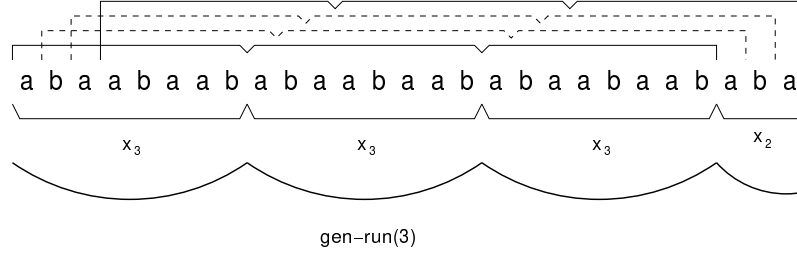 a b a a b a a b a b a a b a a b a b a a b a a b a b a
x₃ x₃ x₃ x₂
gen–run(3)